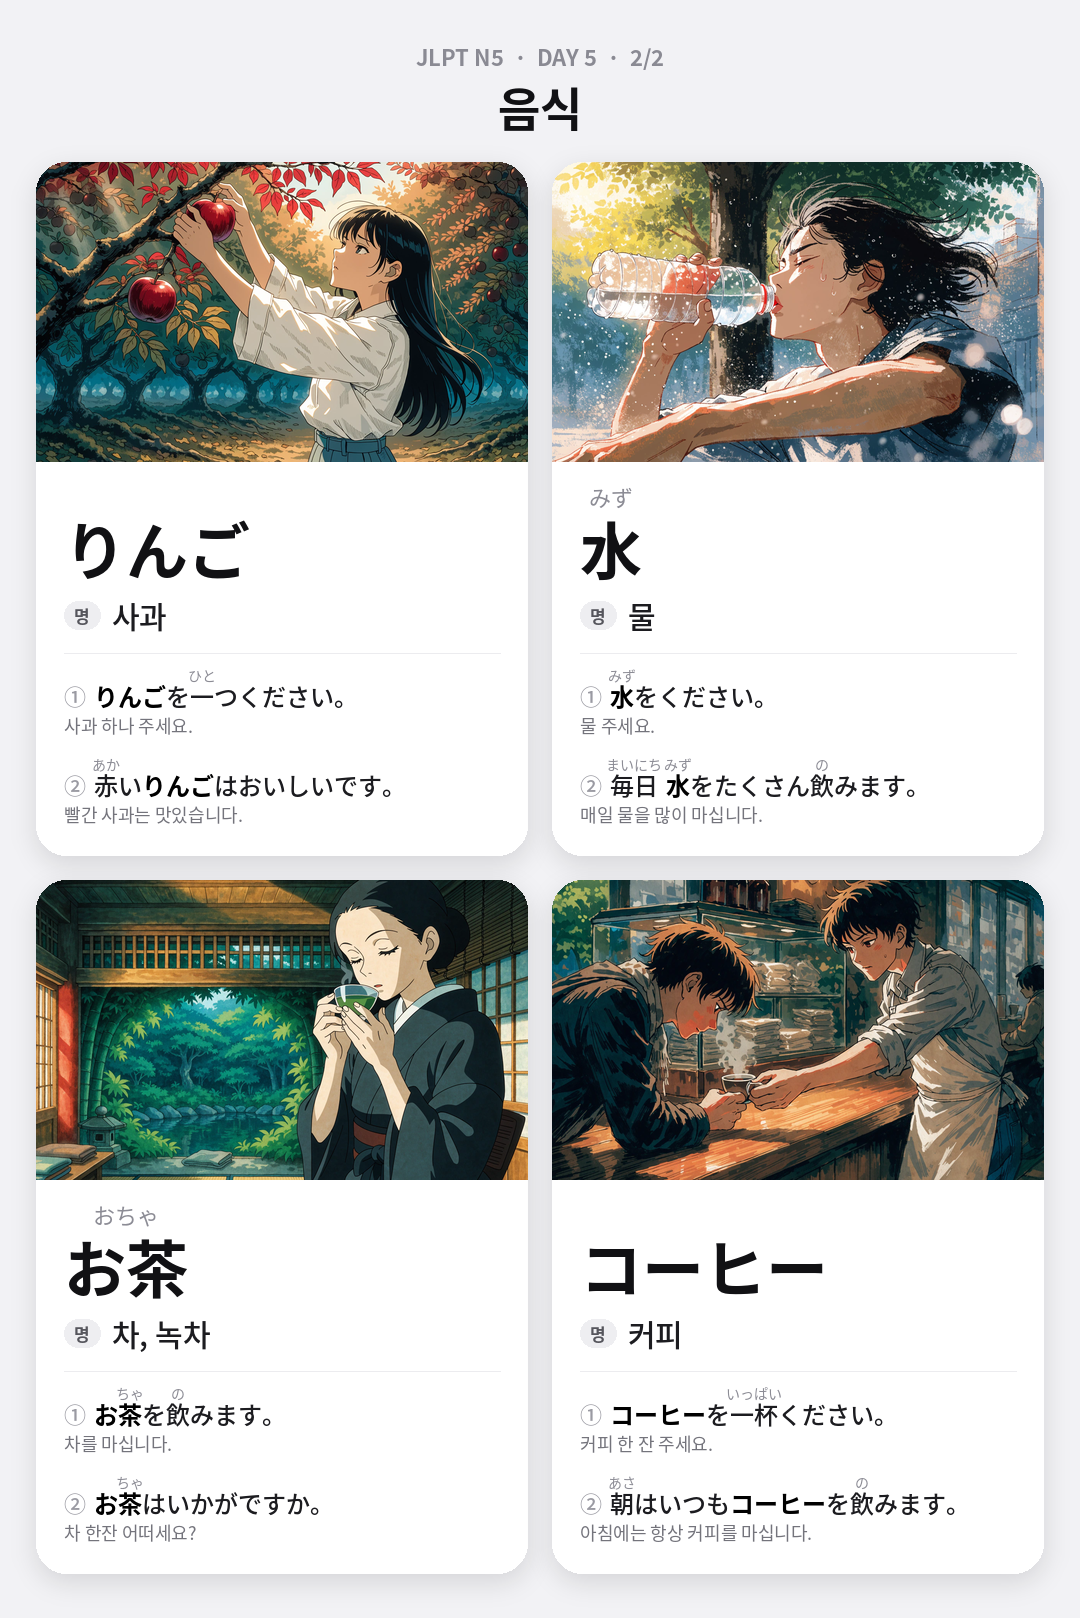 JLPT N5 · DAY 5 · 2/2
음식
りんご
명 사과
ひと
① りんごを一つください。
사과 하나 주세요.
あか
② 赤いりんごはおいしいです。
빨간 사과는 맛있습니다.
みず
水
명 물
みず
① 水をください。
물 주세요.
まいにち みず の
② 毎日 水をたくさん飲みます。
매일 물을 많이 마십니다.
おちゃ
お茶
명 차, 녹차
ちゃ の
① お茶を飲みます。
차를 마십니다.
ちゃ
② お茶はいかがですか。
차 한잔 어떠세요?
コーヒー
명 커피
いっぱい
① コーヒーを一杯ください。
커피 한 잔 주세요.
あさ の
② 朝はいつもコーヒーを飲みます。
아침에는 항상 커피를 마십니다.